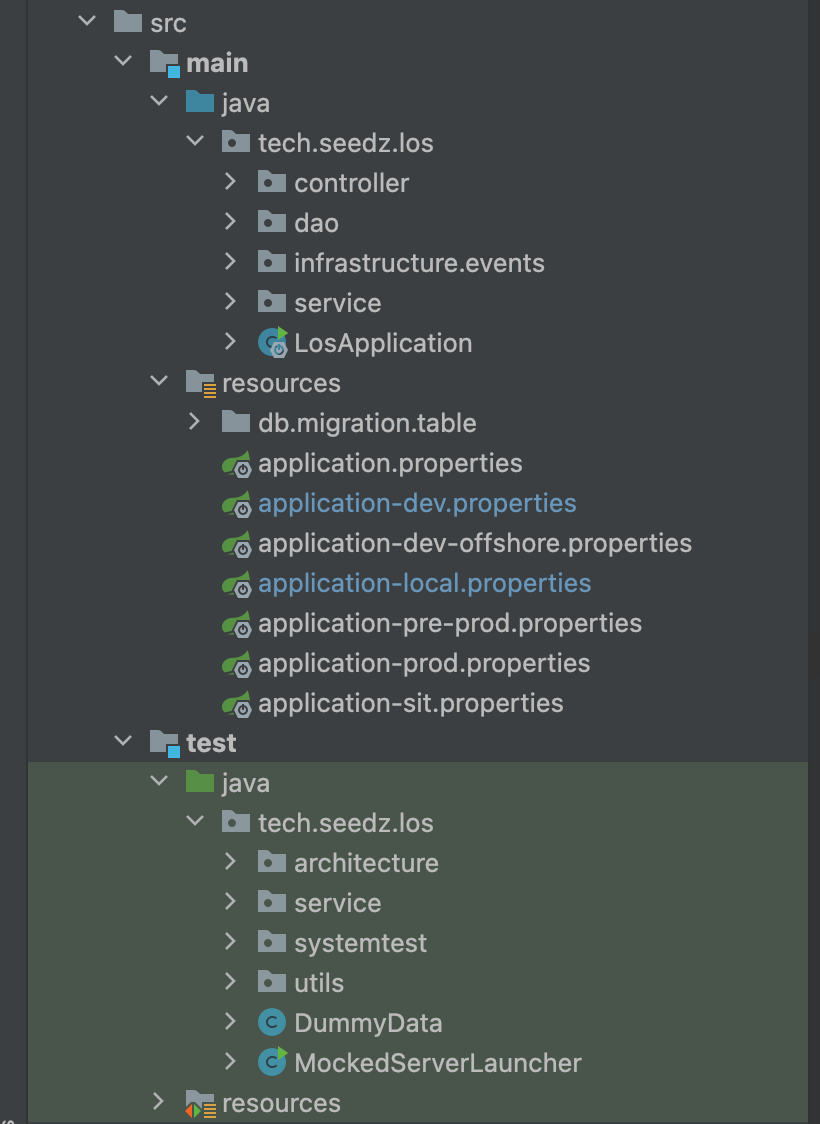 src
main
java
tech.seedz.los
controller
dao
infrastructure.events
service
LosApplication
resources
db.migration.table
application.properties
application-dev.properties
application-dev-offshore.properties
application-local.properties
application-pre-prod.properties
application-prod.properties
application-sit.properties
test
java
tech.seedz.los
architecture
service
systemtest
utils
DummyData
MockedServerLauncher
resources